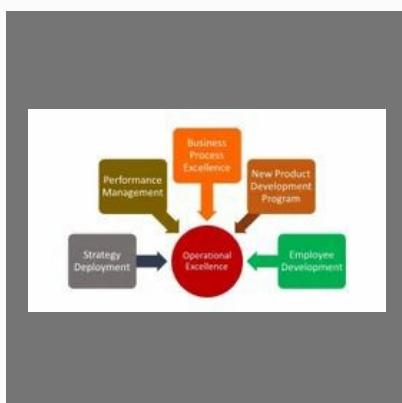 Business
Process
Excellence
Performance
Management
New Product
Development
Program
Strategy
Deployment
Operational
Excellence
Employee
Development